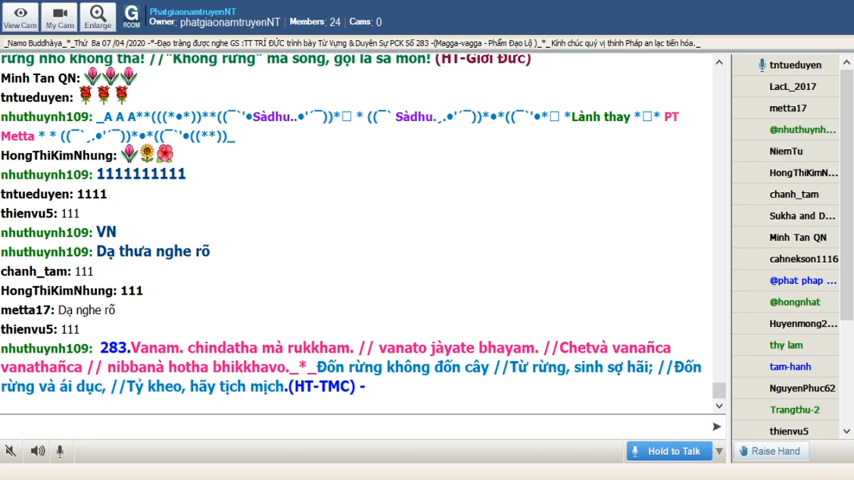 View Cam
My Cam
Enlarge
G
ROOM
PhatgiaonamtruyenNT
Owner: phatgiaonamtruyenNT | Members: 24 | Cams: 0
_Namo Buddhàya_*_Thứ Ba 07 /04 /2020 -*-Đạo tràng được nghe GS :TT TRÍ ĐỨC trình bày Từ Vựng & Duyên Sự PCK Số 283 -(Magga-vagga - Phẩm Đạo Lộ )_*_ Kính chúc quý vị thính Pháp an lạc tiến hóa._
rừng nhỏ không tha! //"Không rừng" mà sống, gọi là sa môn! (HT-Giới Đức)
Minh Tan QN:
tntueduyen:
nhuthuynh109: _A A A**(((*•*))**((¯`'•Sàdhu..•'´¯))*□ * ((¯` Sàdhu.¸.•'´¯))*•*((¯`'•*□ *Lành thay *□*• PT
Metta * * ((¯`¸.•'´¯))*•*((¯`'•((**))_
HongThiKimNhung:
nhuthuynh109: 1111111111
tntueduyen: 1111
thienvu5: 111
nhuthuynh109: VN
nhuthuynh109: Dạ thưa nghe rõ
chanh_tam: 111
HongThiKimNhung: 111
metta17: Dạ nghe rõ
thienvu5: 111
nhuthuynh109: 283.Vanam. chindatha mà rukkham. // vanato jàyate bhayam. //Chetvà vanañca
vanathañca // nibbanà hotha bhikkhavo._*_Đốn rừng không đốn cây //Từ rừng, sinh sợ hãi; //Đốn
rừng và ái dục, //Tỷ kheo, hãy tịch mịch.(HT-TMC) -
tntueduyen
LacL_2017
metta17
@nhuthuynh...
NiemTu
HongThiKimN...
chanh_tam
Sukha and D...
Minh Tan QN
cahnekson1116
@phat phap ...
@hongnhat
Huyenmong2...
thy lam
tam-hanh
NguyenPhuc62
Trangthu-2
thienvu5
Hold to Talk
Raise Hand